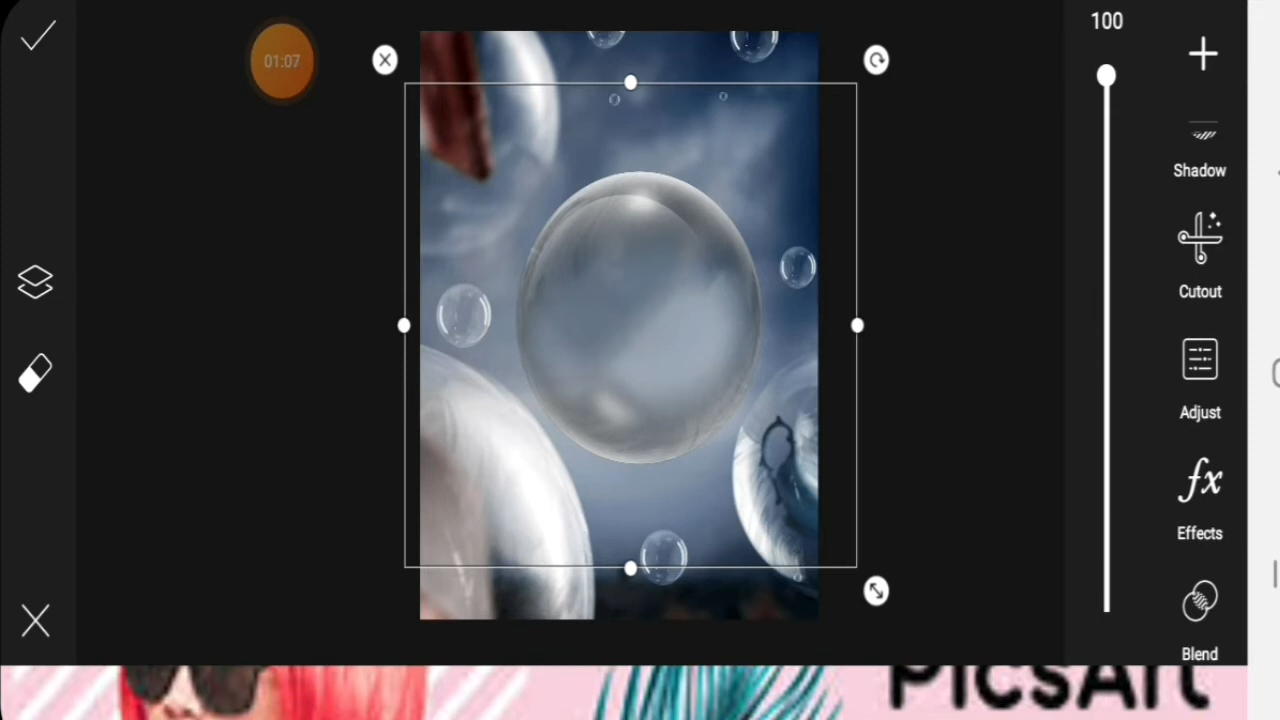 100
01:07
Shadow
Cutout
Adjust
fx
Effects
Blend
PicsArt